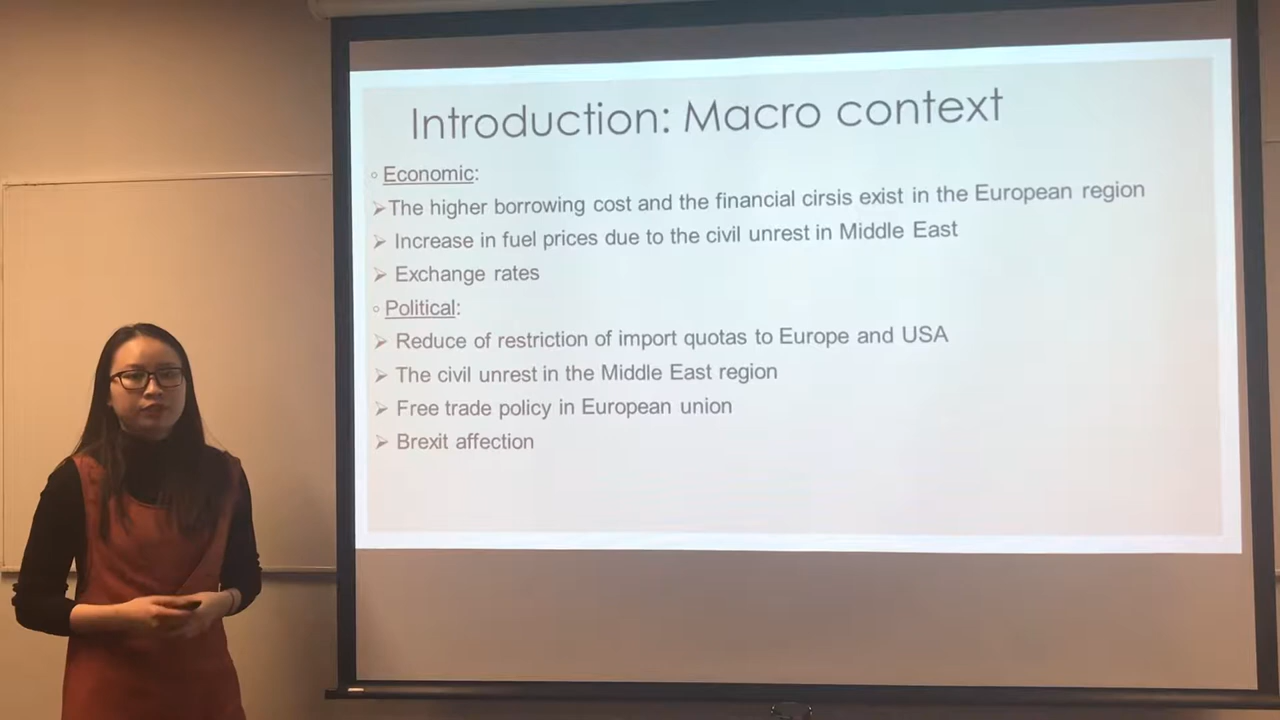 Introduction: Macro context
◦ Economic:
➢The higher borrowing cost and the financial cirsis exist in the European region
➢ Increase in fuel prices due to the civil unrest in Middle East
➢ Exchange rates
◦ Political:
➢ Reduce of restriction of import quotas to Europe and USA
➢ The civil unrest in the Middle East region
➢ Free trade policy in European union
➢ Brexit affection